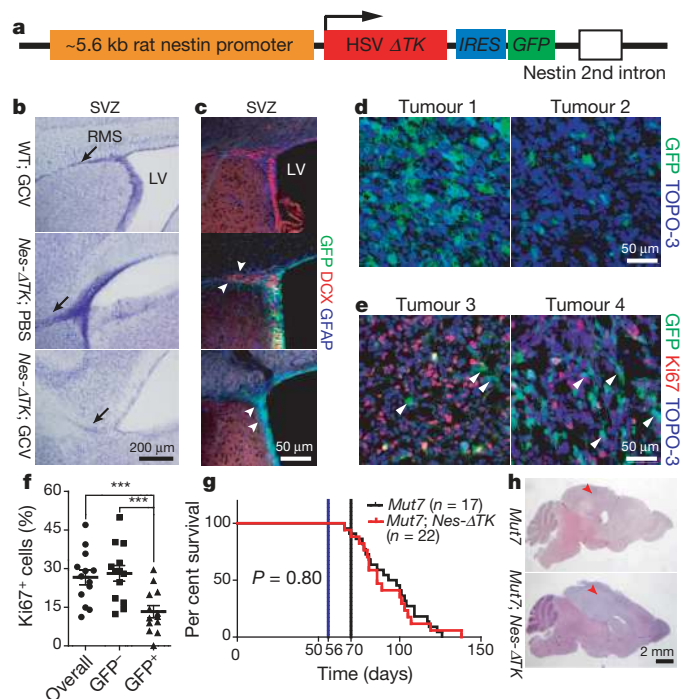 a
~5.6 kb rat nestin promoter
HSV ΔTK
IRES
GFP
Nestin 2nd intron
b
SVZ
WT; GCV
RMS
LV
Nes-ΔTK; PBS
Nes-ΔTK; GCV
200 µm
c
SVZ
LV
GFP DCX GFAP
50 µm
d
Tumour 1
Tumour 2
GFP TOPO-3
50 µm
e
Tumour 3
Tumour 4
GFP Ki67 TOPO-3
50 µm
f
Ki67+ cells (%)
60
45
30
15
0
***
***
Overall
GFP–
GFP+
g
Per cent survival
100
50
0
Mut7 (n = 17)
Mut7; Nes-ΔTK
(n = 22)
P = 0.80
0
50
56
70
100
150
Time (days)
h
Mut7
Mut7; Nes-ΔTK
2 mm